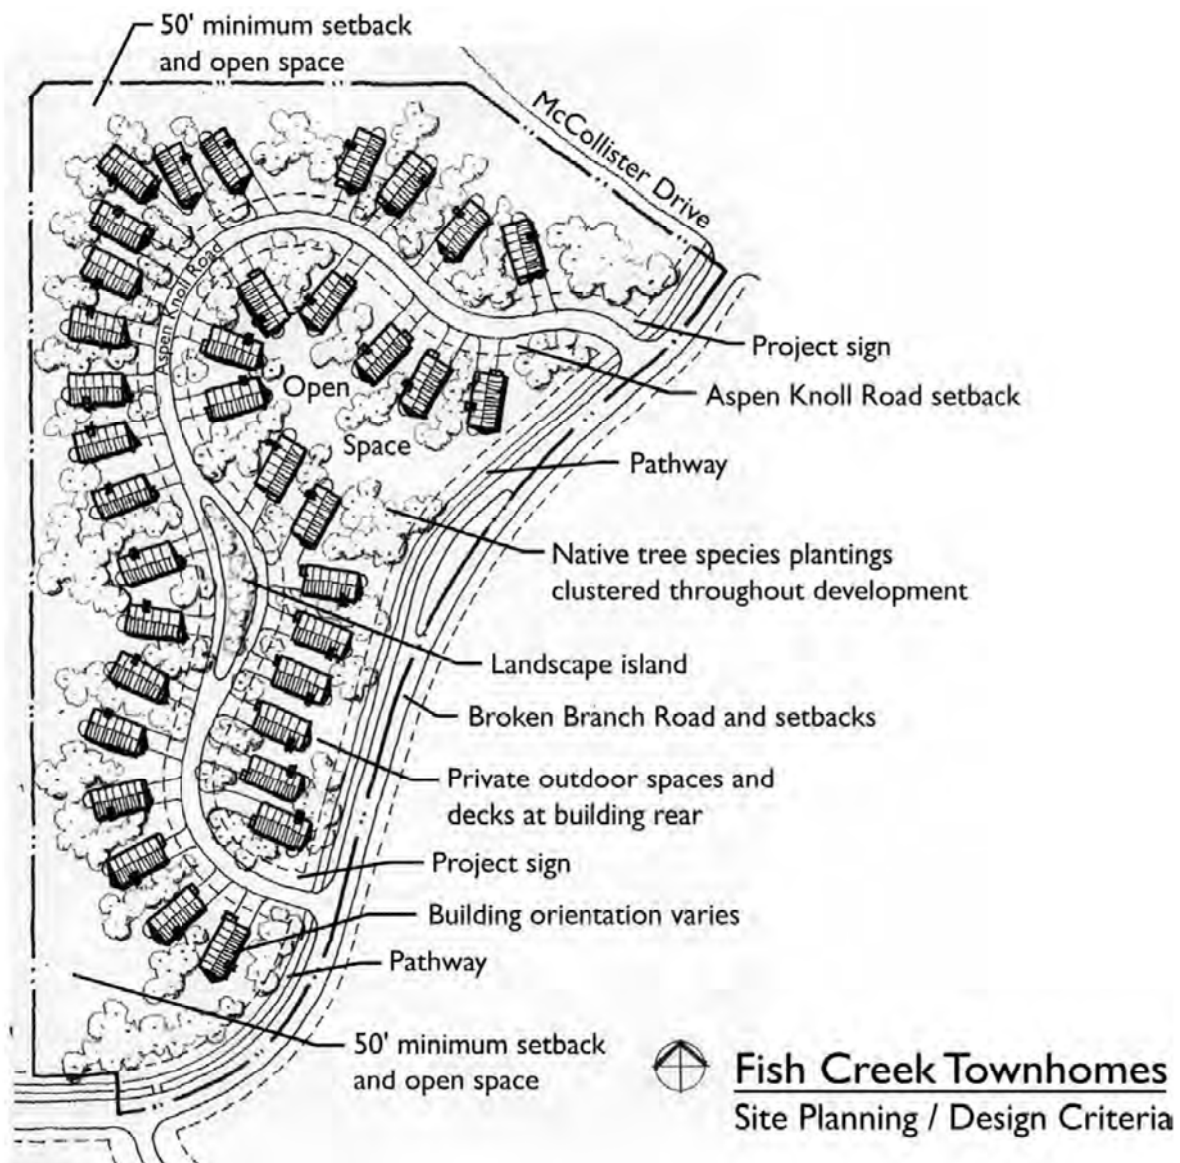 50' minimum setback
and open space
McCollister Drive
Aspen Knoll Road
Project sign
Aspen Knoll Road setback
Open
Space
Pathway
Native tree species plantings
clustered throughout development
Landscape island
Broken Branch Road and setbacks
Private outdoor spaces and
decks at building rear
Project sign
Building orientation varies
Pathway
50' minimum setback
and open space
Fish Creek Townhomes
Site Planning / Design Criteria